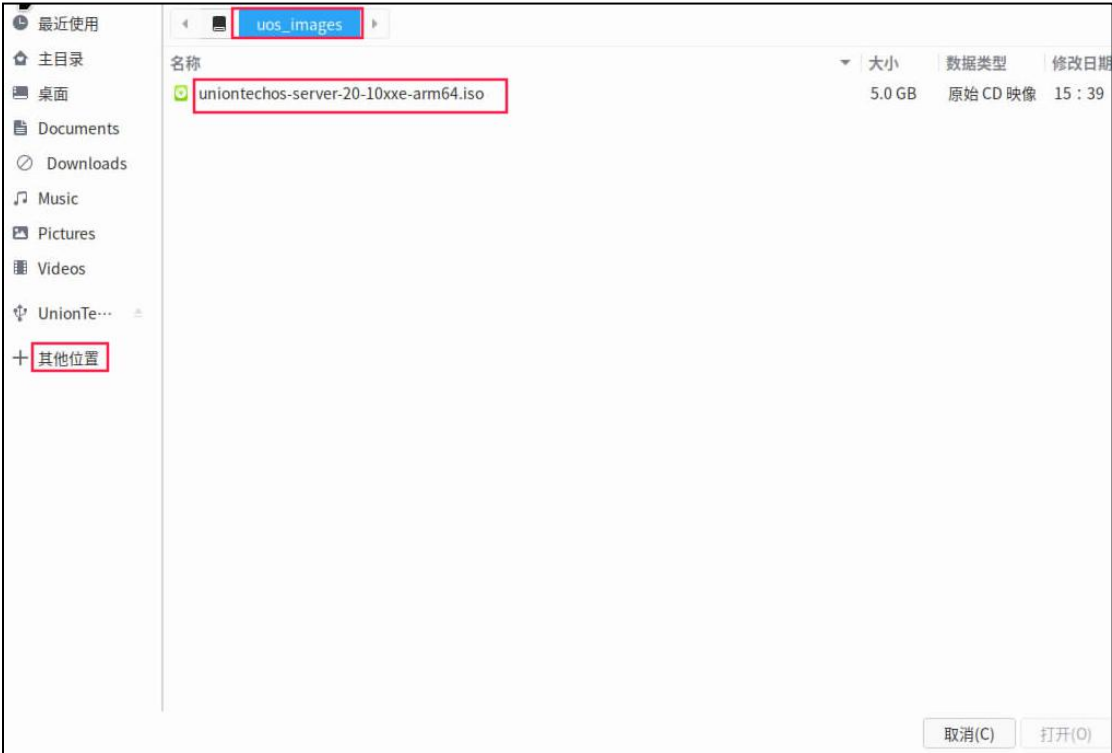 最近使用
主目录
桌面
Documents
Downloads
Music
Pictures
Videos
UnionTe···
其他位置
uos_images
名称 大小 数据类型 修改日期
uniontechos-server-20-10xxe-arm64.iso 5.0 GB 原始 CD 映像 15：39
取消(C) 打开(O)